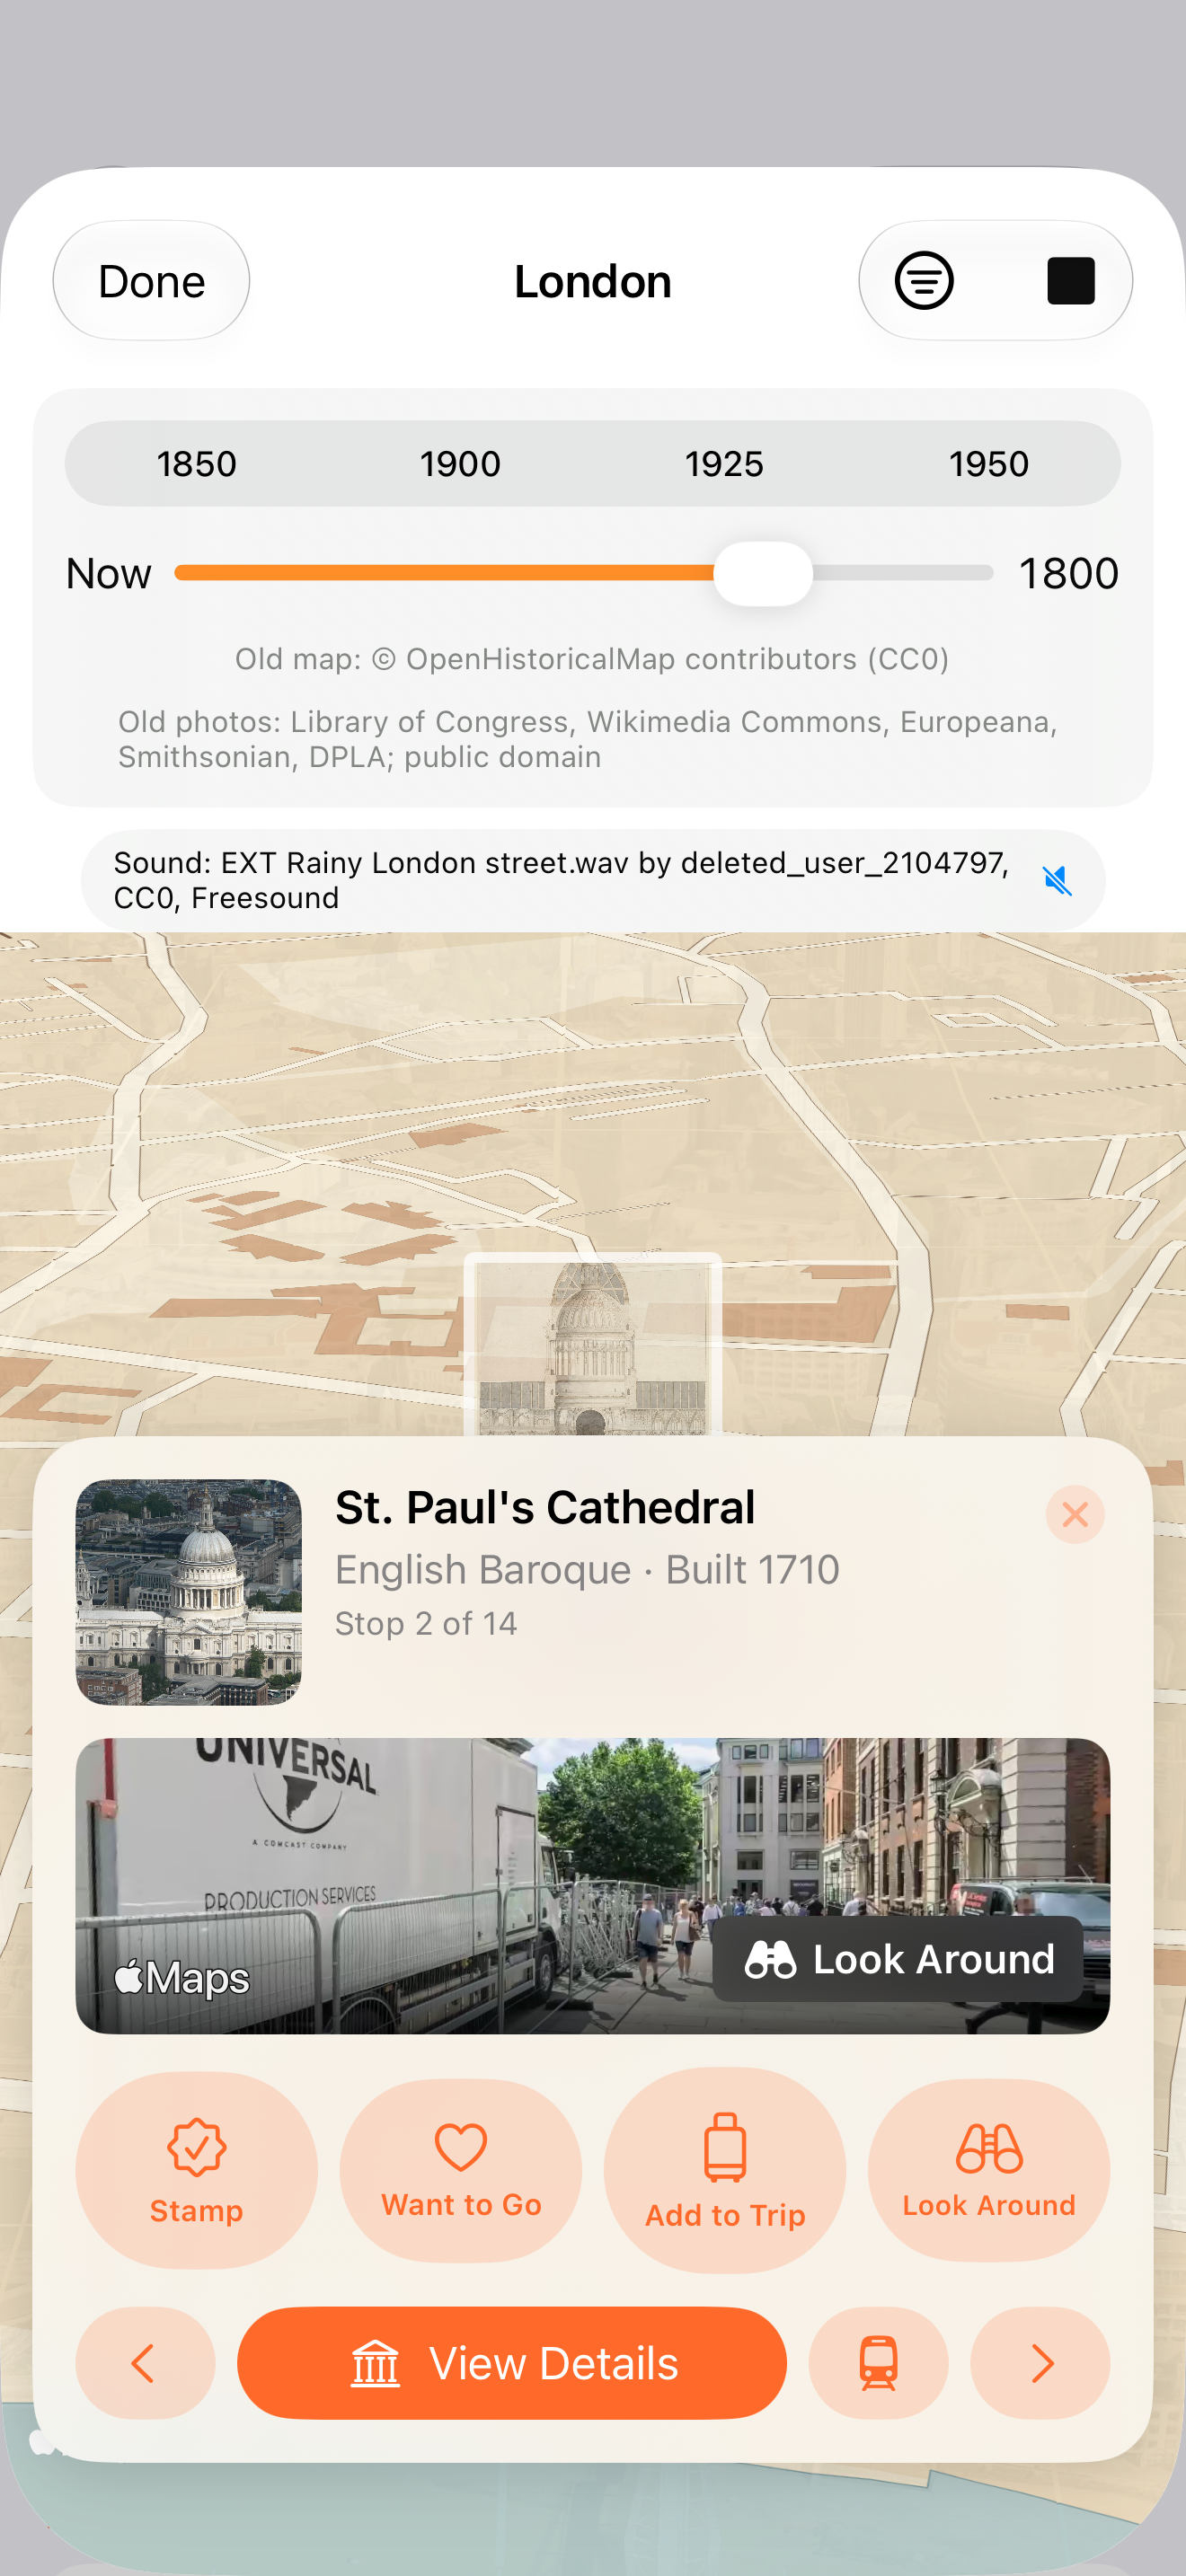 Done
London
1850 1900 1925 1950
Now 1800
Old map: © OpenHistoricalMap contributors (CC0)
Old photos: Library of Congress, Wikimedia Commons, Europeana,
Smithsonian, DPLA; public domain
Sound: EXT Rainy London street.wav by deleted_user_2104797,
CC0, Freesound
St. Paul's Cathedral
English Baroque · Built 1710
Stop 2 of 14
UNIVERSAL
A COMCAST COMPANY
PRODUCTION SERVICES
Maps
Look Around
Stamp
Want to Go
Add to Trip
Look Around
View Details